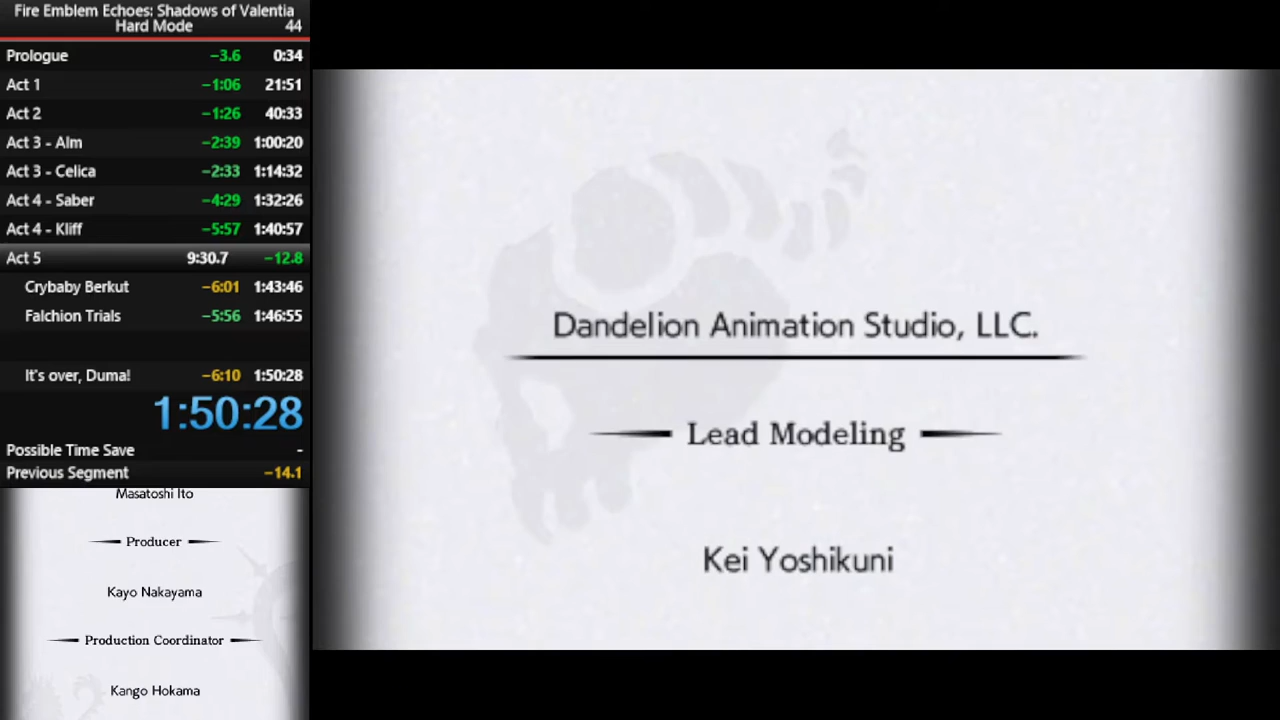 Fire Emblem Echoes: Shadows of Valentia
Hard Mode 44
Prologue −3.6 0:34
Act 1 −1:06 21:51
Act 2 −1:26 40:33
Act 3 - Alm −2:39 1:00:20
Act 3 - Celica −2:33 1:14:32
Act 4 - Saber −4:29 1:32:26
Act 4 - Kliff −5:57 1:40:57
Act 5 9:30.7 −12.8
Crybaby Berkut −6:01 1:43:46
Falchion Trials −5:56 1:46:55
It's over, Duma! −6:10 1:50:28
1:50:28
Possible Time Save -
Previous Segment −14.1
Masatoshi Ito
Producer
Kayo Nakayama
Production Coordinator
Kango Hokama
Dandelion Animation Studio, LLC.
Lead Modeling
Kei Yoshikuni